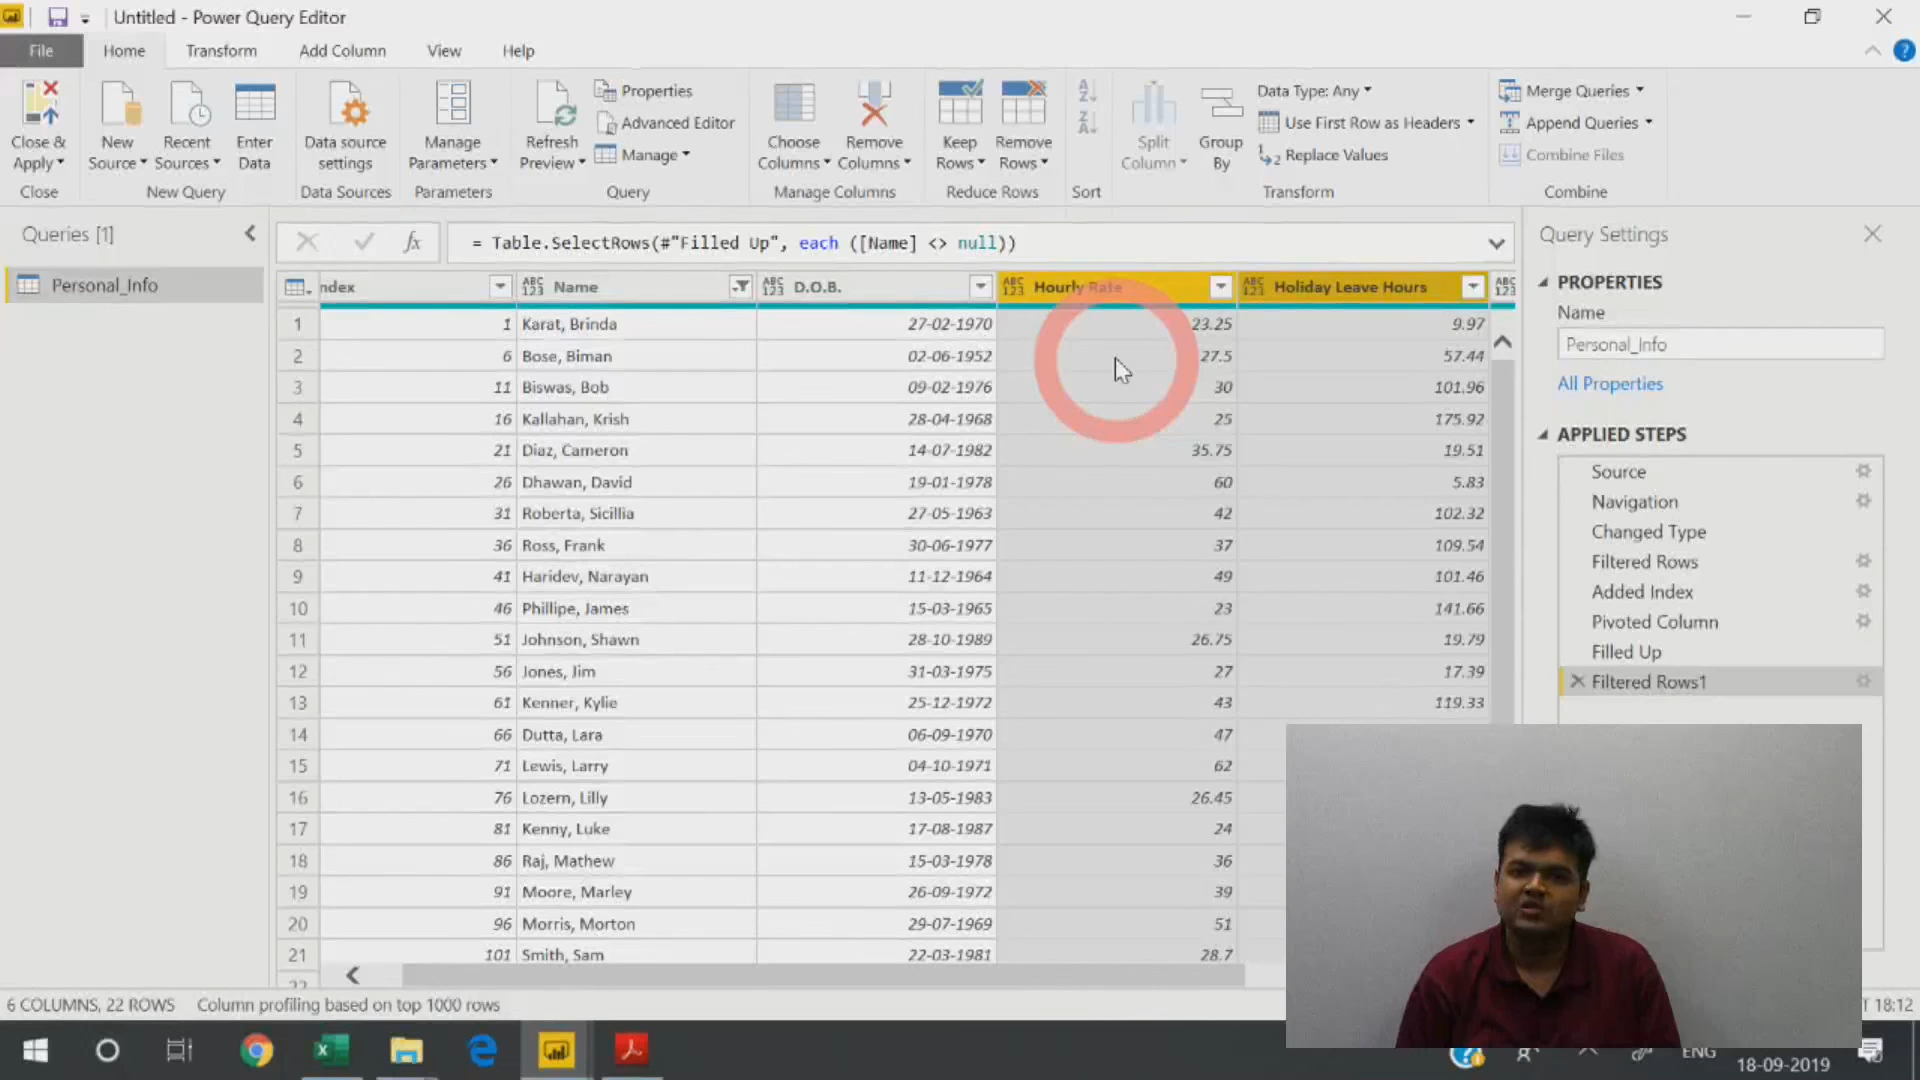 Untitled - Power Query Editor
File Home Transform Add Column View Help
Close & Apply
New Source
Recent Sources
Enter Data
Data source settings
Manage Parameters
Refresh Preview
Properties
Advanced Editor
Manage
Choose Columns
Remove Columns
Keep Rows
Remove Rows
Split Column
Group By
Data Type: Any
Use First Row as Headers
Replace Values
Merge Queries
Append Queries
Combine Files
Close New Query Data Sources Parameters Query Manage Columns Reduce Rows Sort Transform Combine
Queries [1]
Personal_Info
fx = Table.SelectRows(#"Filled Up", each ([Name] <> null))
ndex ABC 123 Name ABC 123 D.O.B. ABC 123 Hourly Rate ABC 123 Holiday Leave Hours ABC 123
1 1 Karat, Brinda 27-02-1970 23.25 9.97
2 6 Bose, Biman 02-06-1952 27.5 57.44
3 11 Biswas, Bob 09-02-1976 30 101.96
4 16 Kallahan, Krish 28-04-1968 25 175.92
5 21 Diaz, Cameron 14-07-1982 35.75 19.51
6 26 Dhawan, David 19-01-1978 60 5.83
7 31 Roberta, Sicillia 27-05-1963 42 102.32
8 36 Ross, Frank 30-06-1977 37 109.54
9 41 Haridev, Narayan 11-12-1964 49 101.46
10 46 Phillipe, James 15-03-1965 23 141.66
11 51 Johnson, Shawn 28-10-1989 26.75 19.79
12 56 Jones, Jim 31-03-1975 27 17.39
13 61 Kenner, Kylie 25-12-1972 43 119.33
14 66 Dutta, Lara 06-09-1970 47
15 71 Lewis, Larry 04-10-1971 62
16 76 Lozern, Lilly 13-05-1983 26.45
17 81 Kenny, Luke 17-08-1987 24
18 86 Raj, Mathew 15-03-1978 36
19 91 Moore, Marley 26-09-1972 39
20 96 Morris, Morton 29-07-1969 51
21 101 Smith, Sam 22-03-1981 28.7
Query Settings
PROPERTIES
Name
Personal_Info
All Properties
APPLIED STEPS
Source
Navigation
Changed Type
Filtered Rows
Added Index
Pivoted Column
Filled Up
Filtered Rows1
6 COLUMNS, 22 ROWS Column profiling based on top 1000 rows
T 18:12
ENG
18-09-2019